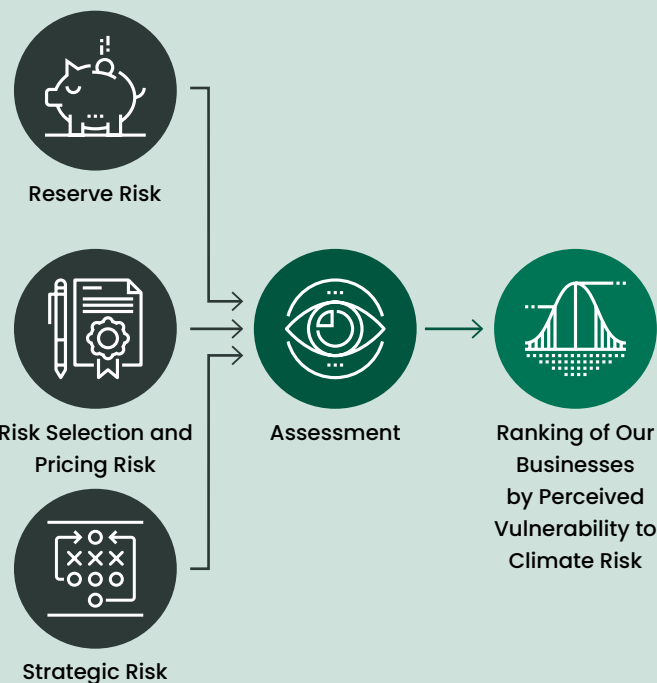 Reserve Risk
Risk Selection and
Pricing Risk
Strategic Risk
Assessment
Ranking of Our
Businesses
by Perceived
Vulnerability to
Climate Risk